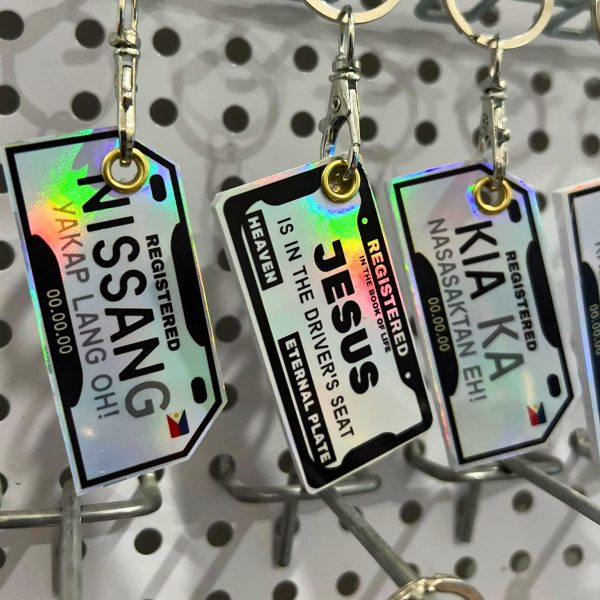 REGISTERED
NISSANG
YAKAP LANG OH!
00.00.00
REGISTERED
IN THE BOOK OF LIFE
JESUS
IS IN THE DRIVER'S SEAT
HEAVEN
ETERNAL PLATE
REGISTERED
KIA KA
NASASAKTAN EH!
00.00.00